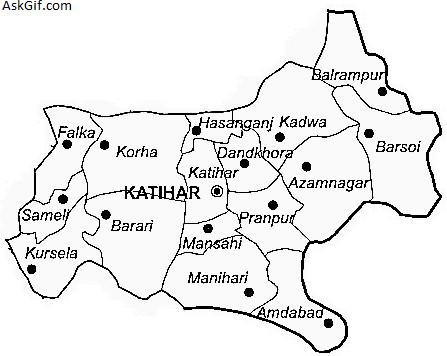 AskGif.com
Balrampur
Hasanganj
Kadwa
Falka
Korha
Dandkhora
Barsoi
Katihar
Azamnagar
KATIHAR
Sameli
Barari
Pranpur
Mansahi
Kursela
Manihari
Amdabad